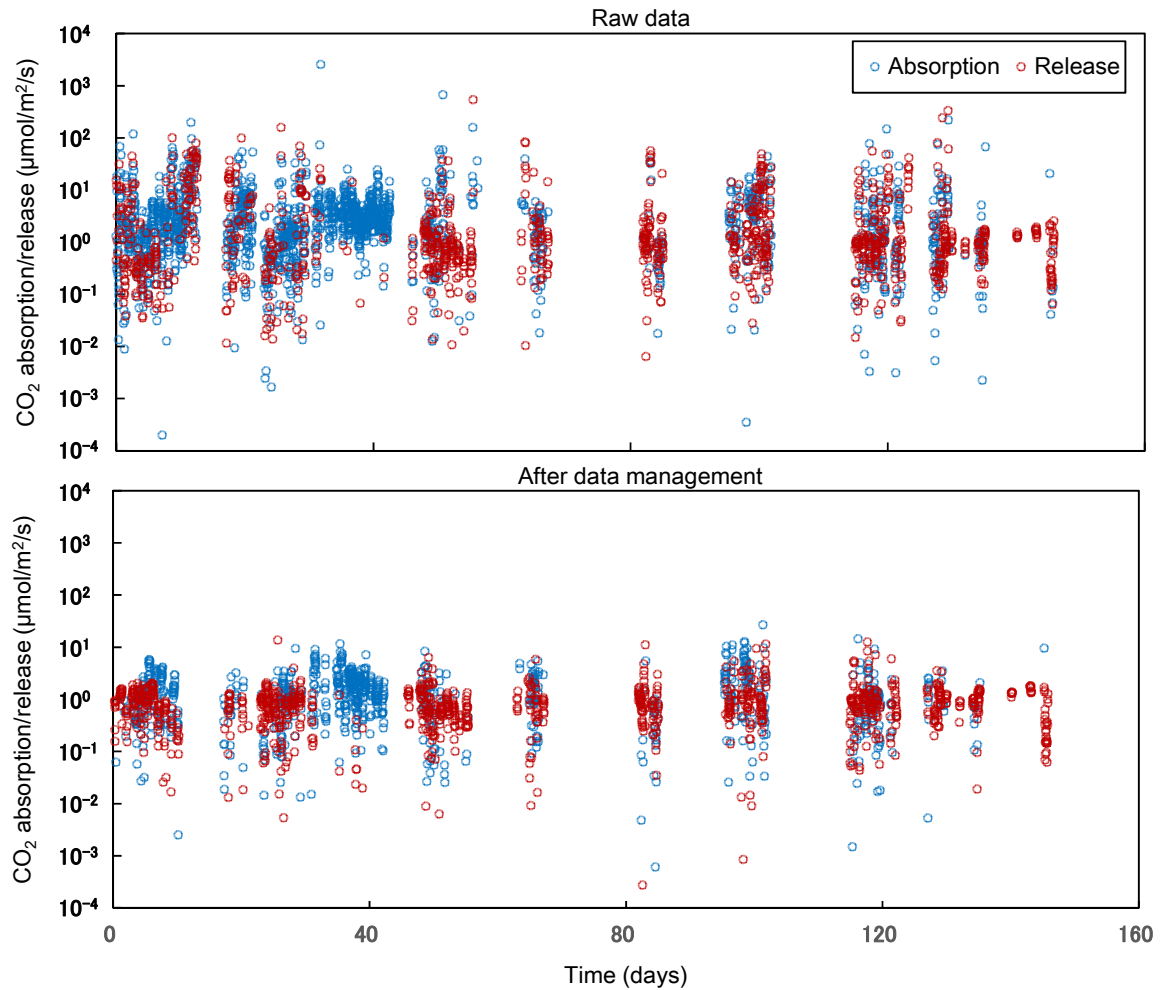 Raw data
Absorption Release
CO₂ absorption/release (μmol/m²/s)
10⁴
10³
10²
10¹
10⁰
10⁻¹
10⁻²
10⁻³
10⁻⁴
After data management
CO₂ absorption/release (μmol/m²/s)
10⁴
10³
10²
10¹
10⁰
10⁻¹
10⁻²
10⁻³
10⁻⁴
0 40 80 120 160
Time (days)